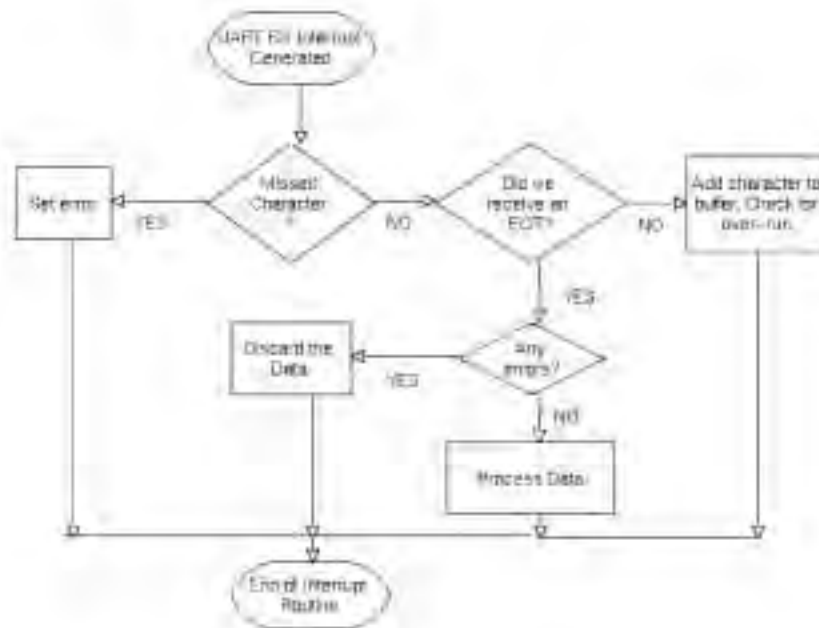 UART RX Interrupt
Generated
Missed
Character
?
Did we
receive an
EOT?
Add character to
buffer. Check for
over-run.
Set error
YES
NO
NO
YES
Discard the
Data
Any
errors?
YES
NO
Process Data
End of Interrupt
Routine